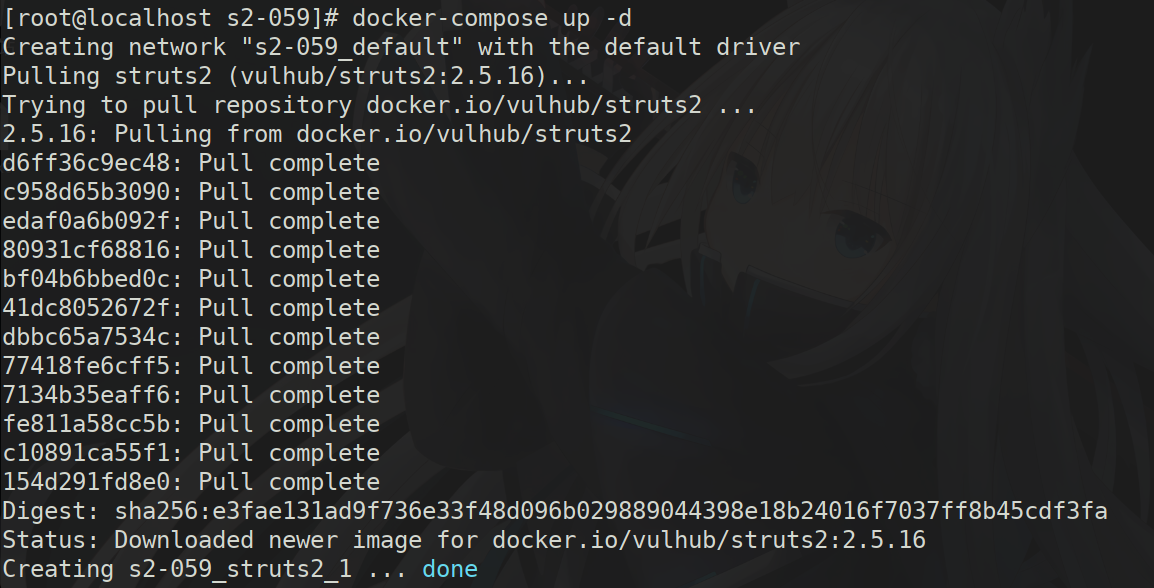 [root@localhost s2-059]# docker-compose up -d
Creating network "s2-059_default" with the default driver
Pulling struts2 (vulhub/struts2:2.5.16)...
Trying to pull repository docker.io/vulhub/struts2 ...
2.5.16: Pulling from docker.io/vulhub/struts2
d6ff36c9ec48: Pull complete
c958d65b3090: Pull complete
edaf0a6b092f: Pull complete
80931cf68816: Pull complete
bf04b6bbed0c: Pull complete
41dc8052672f: Pull complete
dbbc65a7534c: Pull complete
77418fe6cff5: Pull complete
7134b35eaff6: Pull complete
fe811a58cc5b: Pull complete
c10891ca55f1: Pull complete
154d291fd8e0: Pull complete
Digest: sha256:e3fae131ad9f736e33f48d096b029889044398e18b24016f7037ff8b45cdf3fa
Status: Downloaded newer image for docker.io/vulhub/struts2:2.5.16
Creating s2-059_struts2_1 ... done